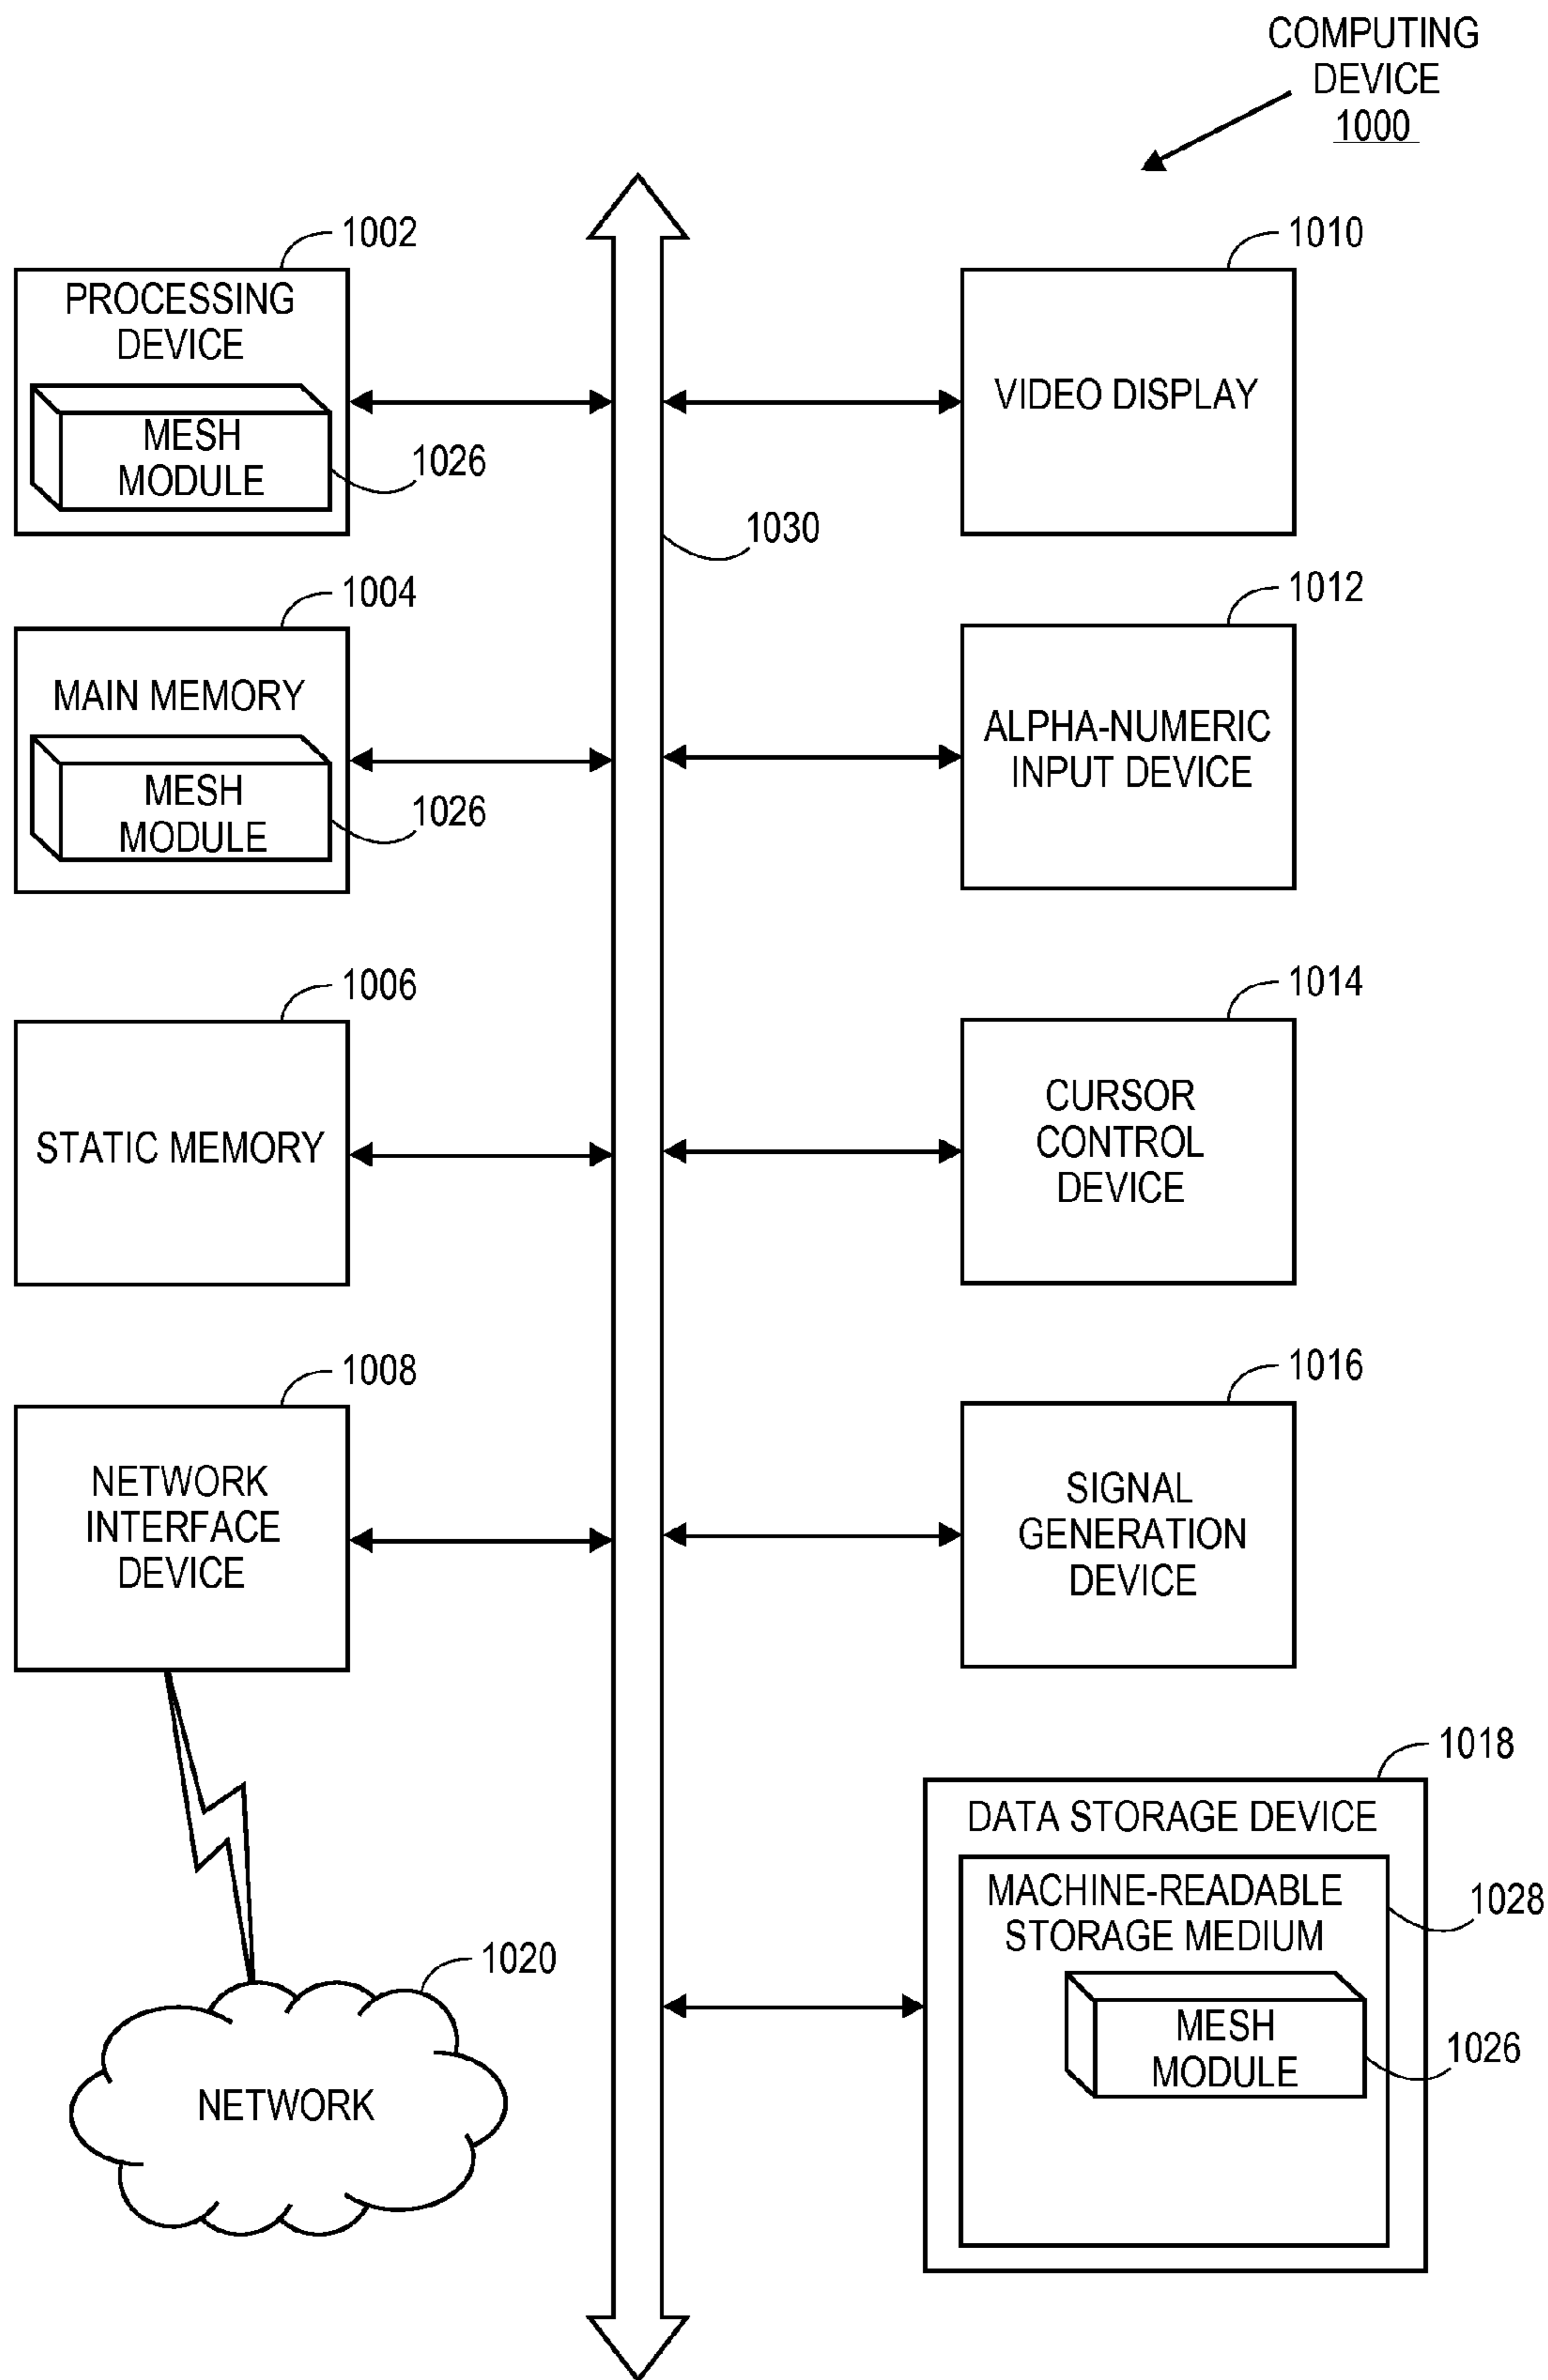 COMPUTING
DEVICE
1000
1002
PROCESSING
DEVICE
MESH
MODULE
1026
1030
1010
VIDEO DISPLAY
1004
MAIN MEMORY
MESH
MODULE
1026
1012
ALPHA-NUMERIC
INPUT DEVICE
1006
STATIC MEMORY
1014
CURSOR
CONTROL
DEVICE
1008
NETWORK
INTERFACE
DEVICE
1016
SIGNAL
GENERATION
DEVICE
1020
NETWORK
1018
DATA STORAGE DEVICE
MACHINE-READABLE
STORAGE MEDIUM
1028
MESH
MODULE
1026